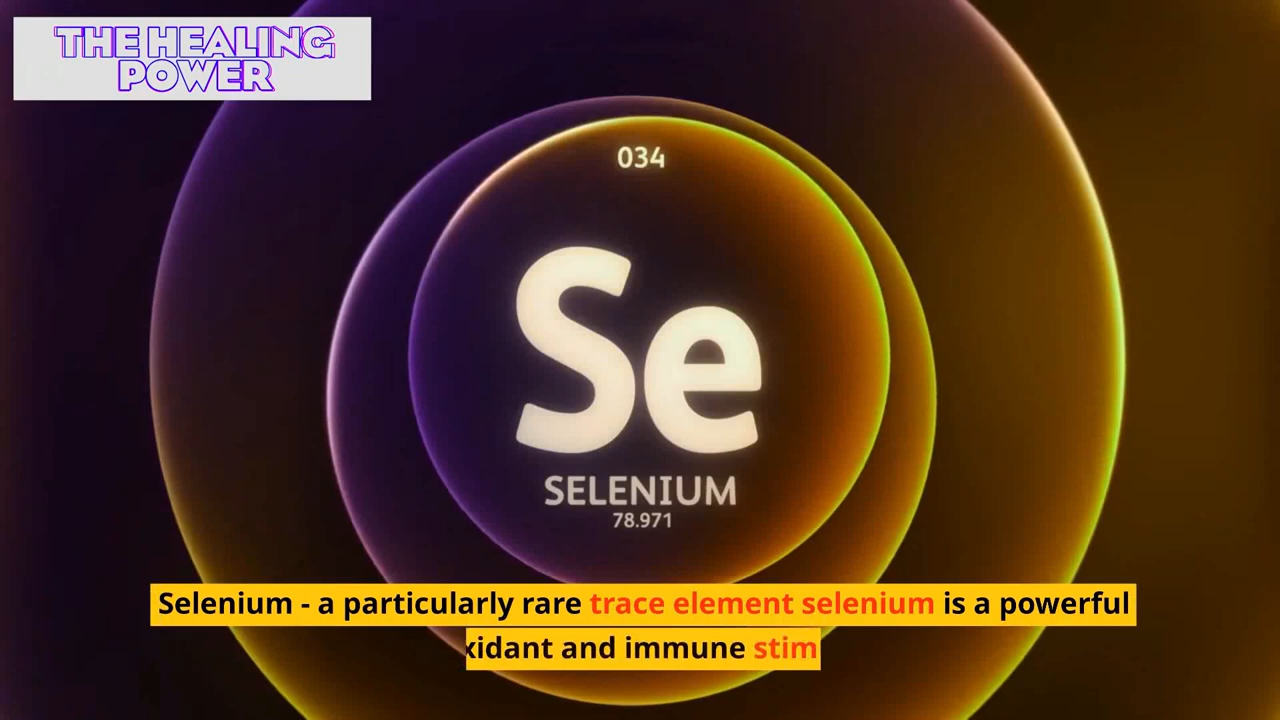 THE HEALING
POWER
034
Se
SELENIUM
78.971
Selenium - a particularly rare trace element selenium is a powerful
xidant and immune stim